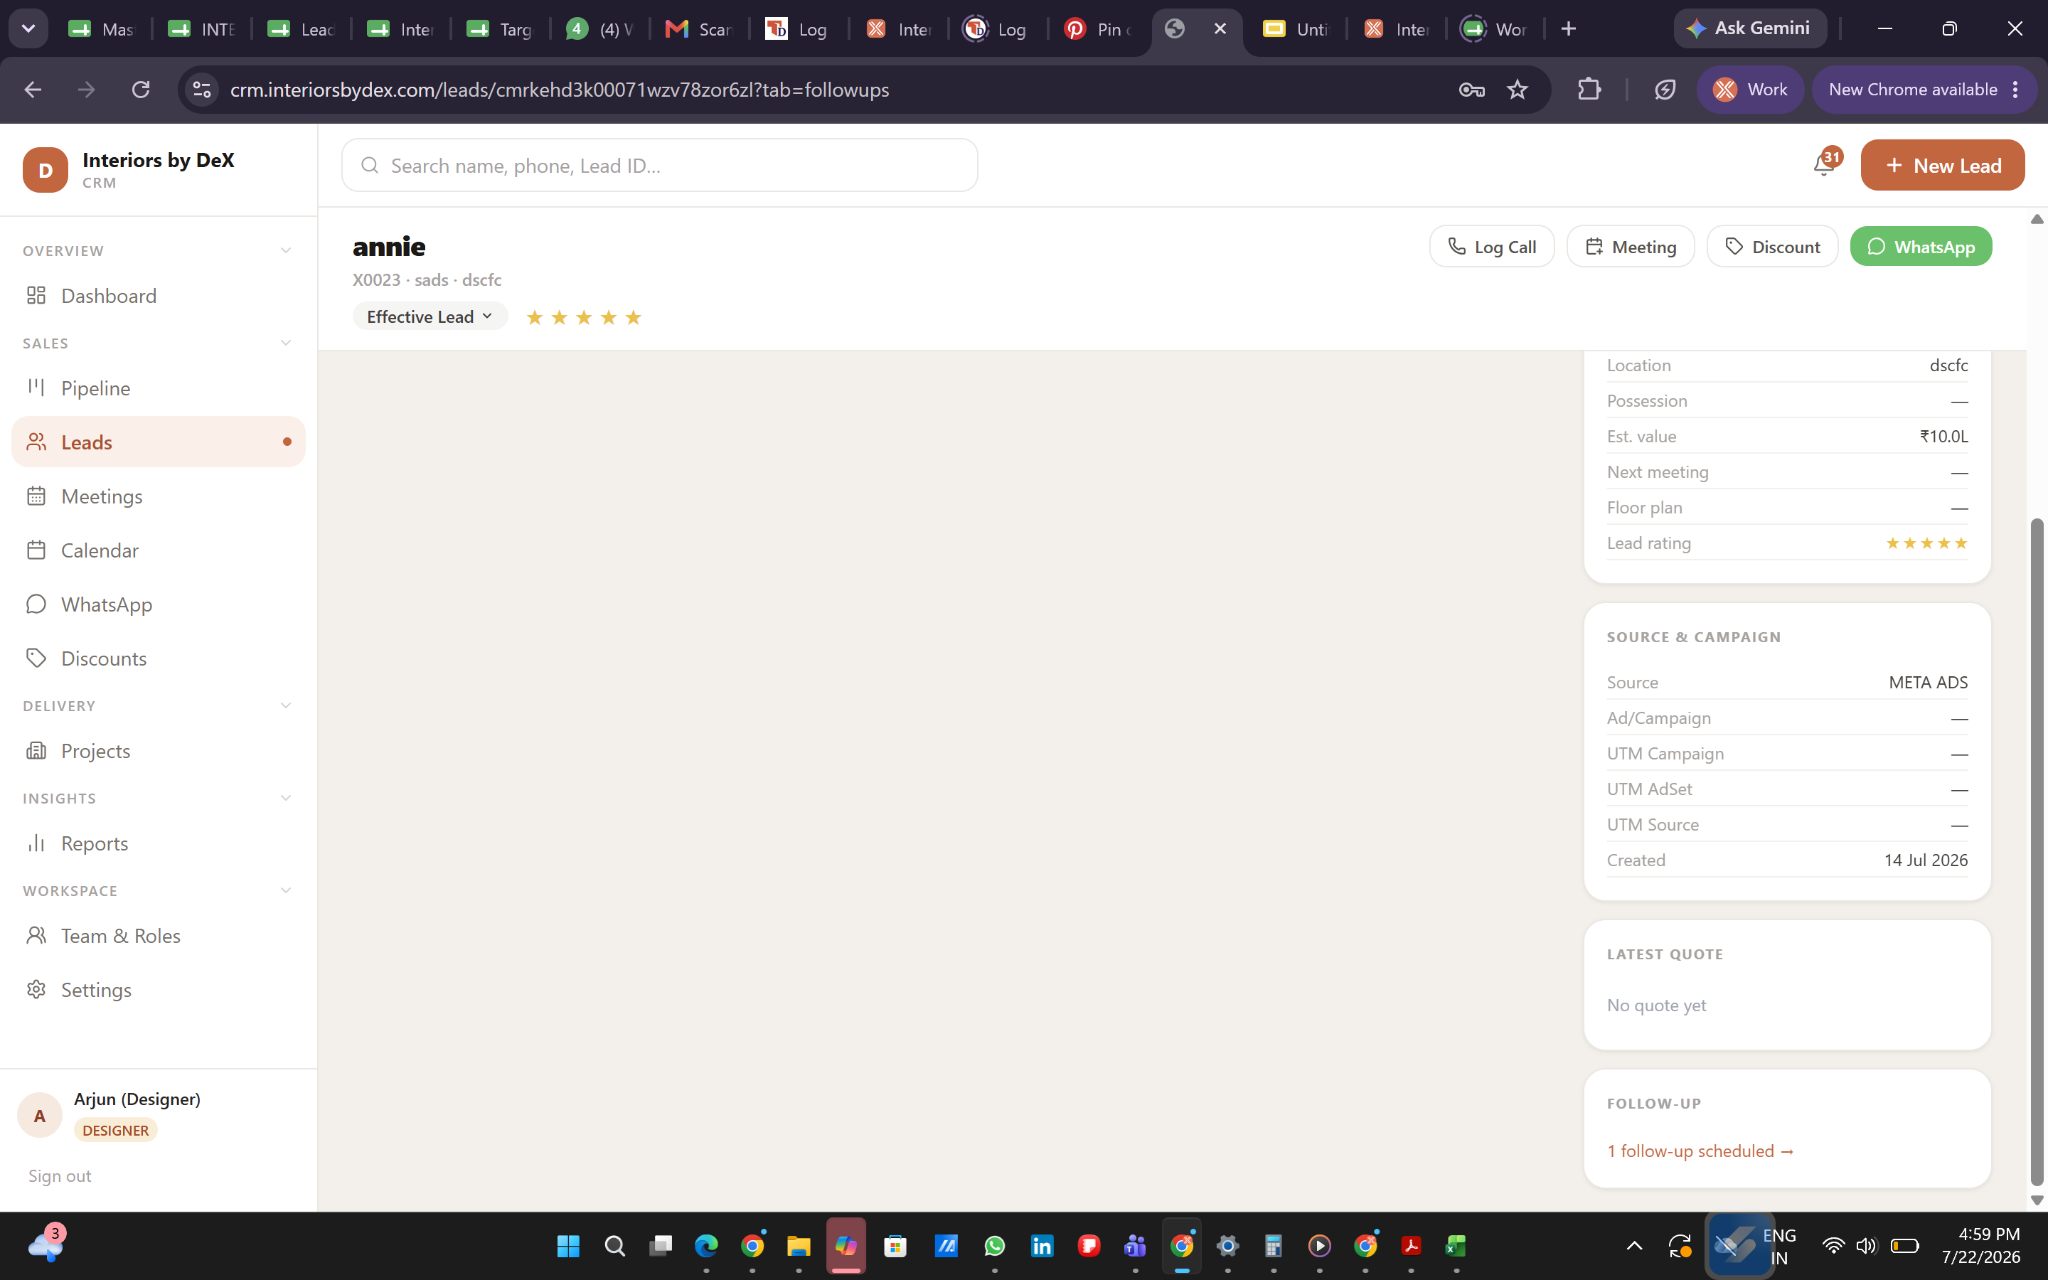 Mas
INTE
Lead
Inter
Targ
4
(4) V
Scan
Log
Inter
Log
Pin c
Unti
Inter
Wor
Ask Gemini
crm.interiorsbydex.com/leads/cmrkehd3k00071wzv78zor6zl?tab=followups
Work
New Chrome available
D
Interiors by DeX
CRM
Search name, phone, Lead ID...
31
+ New Lead
OVERVIEW
Dashboard
SALES
Pipeline
Leads
Meetings
Calendar
WhatsApp
Discounts
DELIVERY
Projects
INSIGHTS
Reports
WORKSPACE
Team & Roles
Settings
A
Arjun (Designer)
DESIGNER
Sign out
annie
X0023 · sads · dscfc
Effective Lead
Log Call
Meeting
Discount
WhatsApp
Location dscfc
Possession —
Est. value ₹10.0L
Next meeting —
Floor plan —
Lead rating ★★★★★
SOURCE & CAMPAIGN
Source META ADS
Ad/Campaign —
UTM Campaign —
UTM AdSet —
UTM Source —
Created 14 Jul 2026
LATEST QUOTE
No quote yet
FOLLOW-UP
1 follow-up scheduled →
3
ENG
IN
4:59 PM
7/22/2026